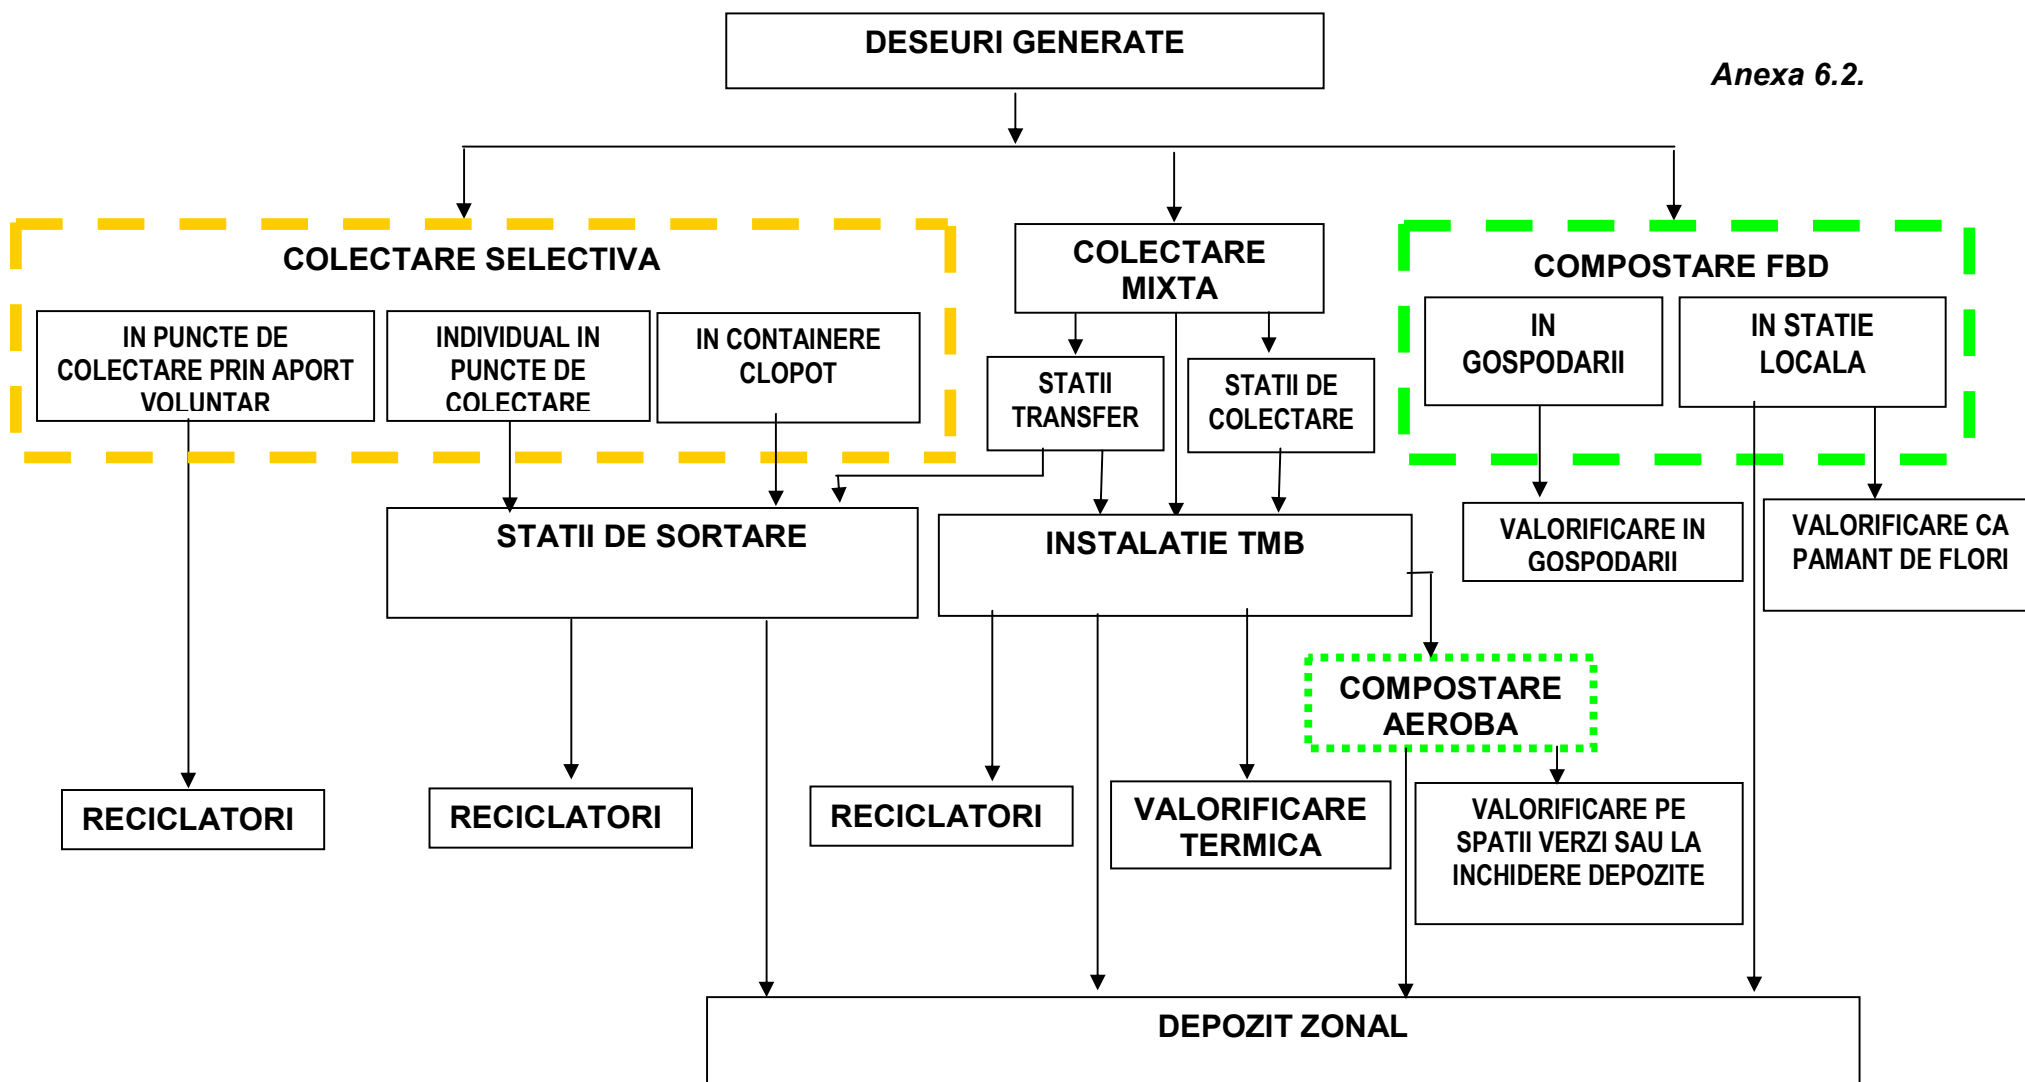 DESEURI GENERATE
Anexa 6.2.
COLECTARE SELECTIVA
IN PUNCTE DE
COLECTARE PRIN APORT
VOLUNTAR
INDIVIDUAL IN
PUNCTE DE
COLECTARE
IN CONTAINERE
CLOPOT
COLECTARE
MIXTA
STATII
TRANSFER
STATII DE
COLECTARE
COMPOSTARE FBD
IN
GOSPODARII
IN STATIE
LOCALA
STATII DE SORTARE
INSTALATIE TMB
VALORIFICARE IN
GOSPODARII
VALORIFICARE CA
PAMANT DE FLORI
COMPOSTARE
AEROBA
RECICLATORI
RECICLATORI
RECICLATORI
VALORIFICARE
TERMICA
VALORIFICARE PE
SPATII VERZI SAU LA
INCHIDERE DEPOZITE
DEPOZIT ZONAL